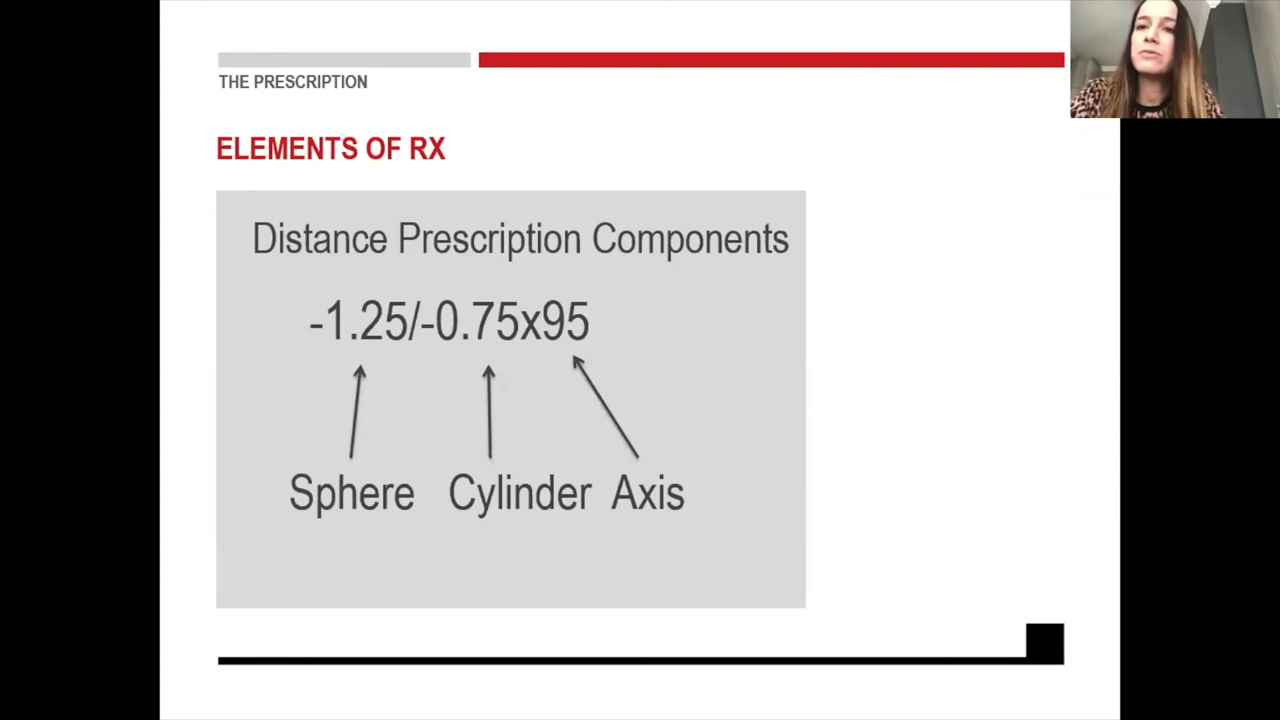 THE PRESCRIPTION
ELEMENTS OF RX
Distance Prescription Components
-1.25/-0.75x95
Sphere Cylinder Axis